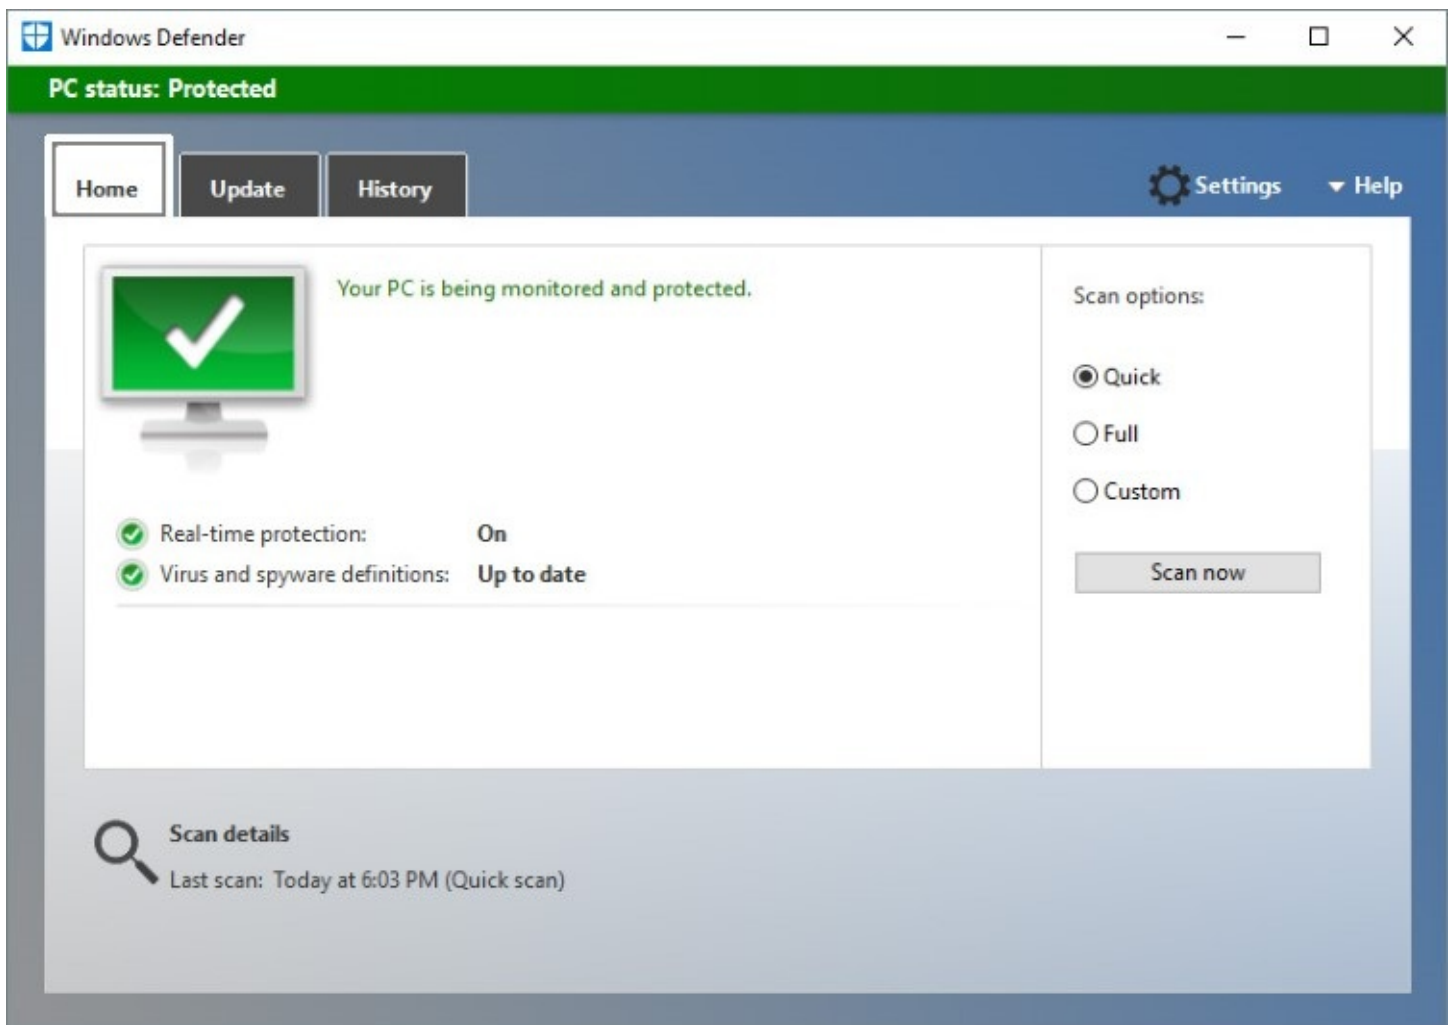 Windows Defender
PC status: Protected
Home Update History Settings Help
Your PC is being monitored and protected.
Scan options:
Quick
Full
Custom
Real-time protection: On
Virus and spyware definitions: Up to date
Scan now
Scan details
Last scan: Today at 6:03 PM (Quick scan)